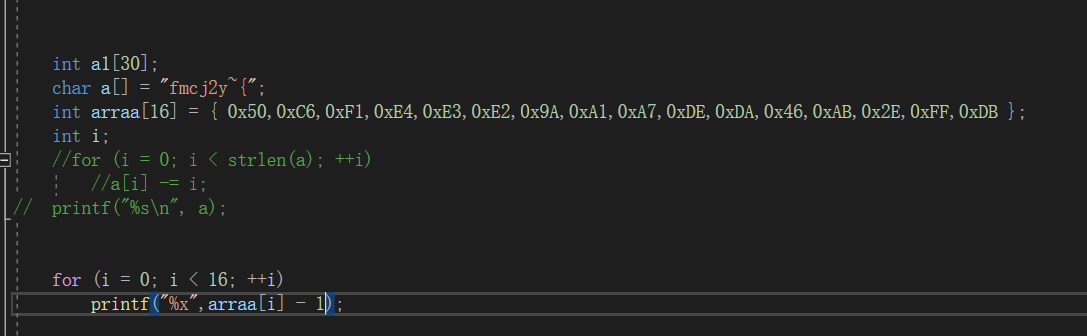 int a1[30];
char a[] = "fmcj2y~{";
int arraa[16] = { 0x50,0xC6,0xF1,0xE4,0xE3,0xE2,0x9A,0xA1,0xA7,0xDE,0xDA,0x46,0xAB,0x2E,0xFF,0xDB };
int i;
//for (i = 0; i < strlen(a); ++i)
//a[i] -= i;
// printf("%s\n", a);
for (i = 0; i < 16; ++i)
printf("%x",arraa[i] - 1);